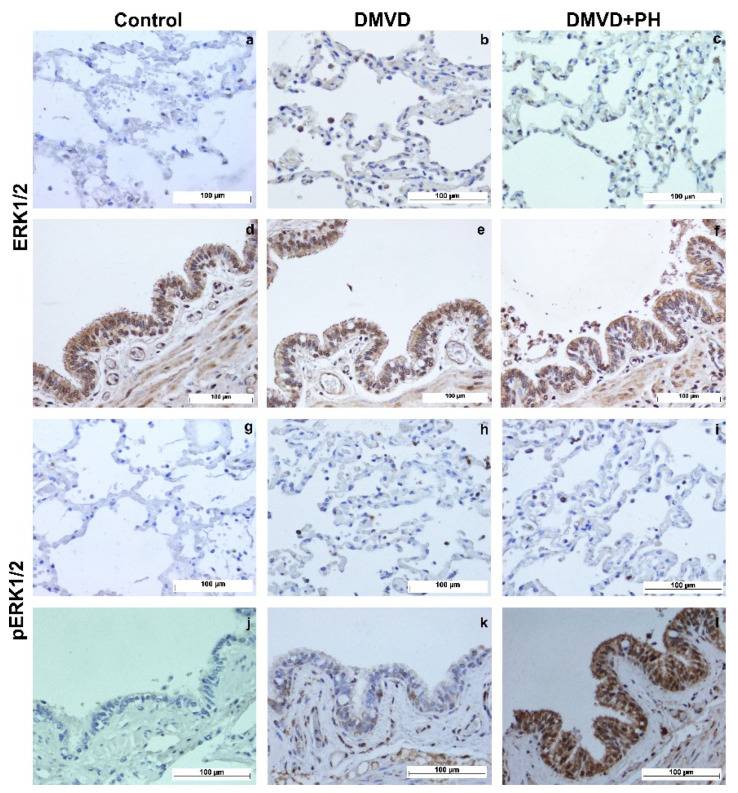 Control DMVD DMVD+PH
ERK1/2
a b c
100 µm 100 µm 100 µm
d e f
100 µm 100 µm 100 µm
pERK1/2
g h i
100 µm 100 µm 100 µm
j k l
100 µm 100 µm 100 µm